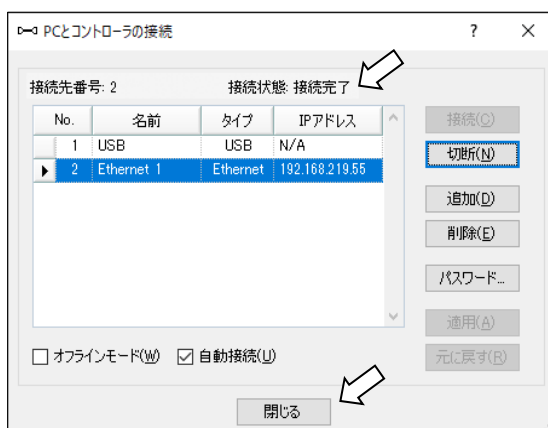 PCとコントローラの接続 ?
接続先番号: 2 接続状態: 接続完了
No. 名前 タイプ IPアドレス
1 USB USB N/A
2 Ethernet 1 Ethernet 192.168.219.55
接続(C)
切断(N)
追加(D)
削除(E)
パスワード...
適用(A)
元に戻す(R)
オフラインモード(W) 自動接続(U)
閉じる